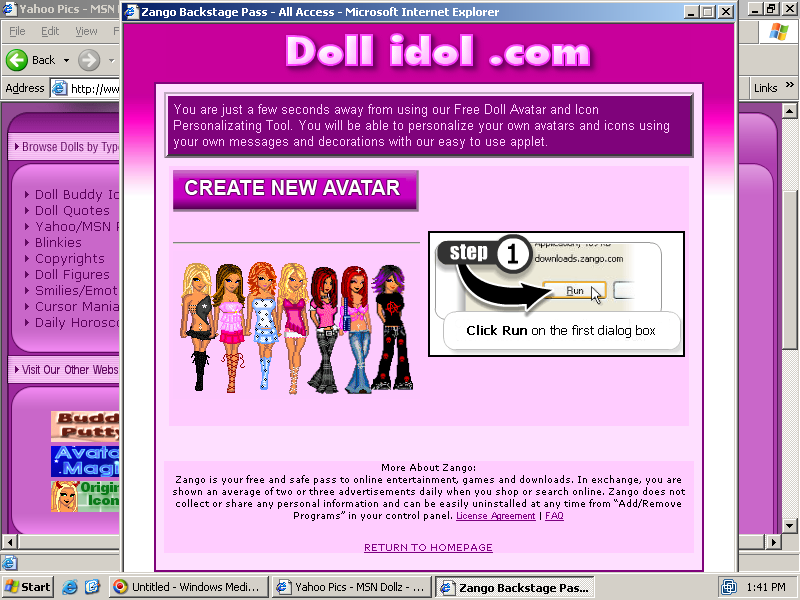 Yahoo Pics - MSN
Zango Backstage Pass - All Access - Microsoft Internet Explorer
File Edit View
Back
Address http://ww
Links »
Doll idol .com
You are just a few seconds away from using our Free Doll Avatar and Icon
Personalizating Tool. You will be able to personalize your own avatars and icons using
your own messages and decorations with our easy to use applet.
Browse Dolls by Type
Doll Buddy Ic
Doll Quotes
Yahoo/MSN
Blinkies
Copyrights
Doll Figures
Smilies/Emot
Cursor Mania
Daily Horosco
CREATE NEW AVATAR
step 1
downloads.zango.com
Run
Click Run on the first dialog box
Visit Our Other Webs
Budd
Putty
Avata
.Magi
Origin
Icon
More About Zango:
Zango is your free and safe pass to online entertainment, games and downloads. In exchange, you are
shown an average of two or three advertisements daily when you shop or search online. Zango does not
collect or share any personal information and can be easily uninstalled at any time from “Add/Remove
Programs” in your control panel. License Agreement | FAQ
RETURN TO HOMEPAGE
Start
Untitled - Windows Medi...
Yahoo Pics - MSN Dollz - ...
Zango Backstage Pas...
1:41 PM